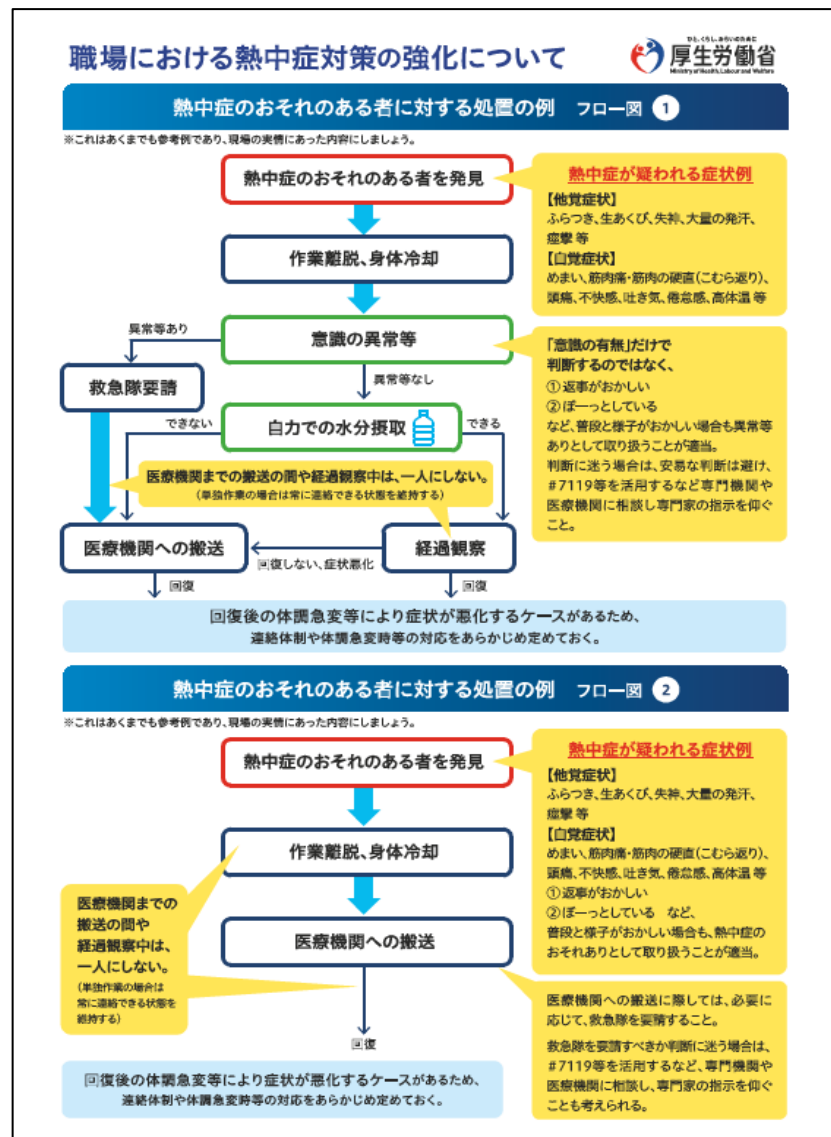 職場における熱中症対策の強化について
ひと、くらし、みらいのために
厚生労働省
Ministry of Health, Labour and Welfare
熱中症のおそれのある者に対する処置の例 フロー図 1
※これはあくまでも参考例であり、現場の実情にあった内容にしましょう。
熱中症のおそれのある者を発見
熱中症が疑われる症状例
【他覚症状】
ふらつき、生あくび、失神、大量の発汗、
痙攣 等
【自覚症状】
めまい、筋肉痛・筋肉の硬直(こむら返り)、
頭痛、不快感、吐き気、倦怠感、高体温 等
作業離脱、身体冷却
意識の異常等
異常等あり
異常等なし
「意識の有無」だけで
判断するのではなく、
①返事がおかしい
②ぼーっとしている
など、普段と様子がおかしい場合も異常等
ありとして取り扱うことが適当。
判断に迷う場合は、安易な判断は避け、
#7119等を活用するなど専門機関や
医療機関に相談し専門家の指示を仰ぐ
こと。
救急隊要請
自力での水分摂取
できない
できる
医療機関までの搬送の間や経過観察中は、一人にしない。
(単独作業の場合は常に連絡できる状態を維持する)
医療機関への搬送
回復しない、症状悪化
経過観察
回復
回復
回復後の体調急変等により症状が悪化するケースがあるため、
連絡体制や体調急変時等の対応をあらかじめ定めておく。
熱中症のおそれのある者に対する処置の例 フロー図 2
※これはあくまでも参考例であり、現場の実情にあった内容にしましょう。
熱中症のおそれのある者を発見
熱中症が疑われる症状例
【他覚症状】
ふらつき、生あくび、失神、大量の発汗、
痙攣 等
【自覚症状】
めまい、筋肉痛・筋肉の硬直(こむら返り)、
頭痛、不快感、吐き気、倦怠感、高体温 等
①返事がおかしい
②ぼーっとしている など、
普段と様子がおかしい場合も、熱中症の
おそれありとして取り扱うことが適当。
作業離脱、身体冷却
医療機関までの
搬送の間や
経過観察中は、
一人にしない。
(単独作業の場合は
常に連絡できる状態を
維持する)
医療機関への搬送
医療機関への搬送に際しては、必要に
応じて、救急隊を要請すること。
救急隊を要請すべきか判断に迷う場合は、
#7119等を活用するなど、専門機関や
医療機関に相談し、専門家の指示を仰ぐ
ことも考えられる。
回復
回復後の体調急変等により症状が悪化するケースがあるため、
連絡体制や体調急変時等の対応をあらかじめ定めておく。